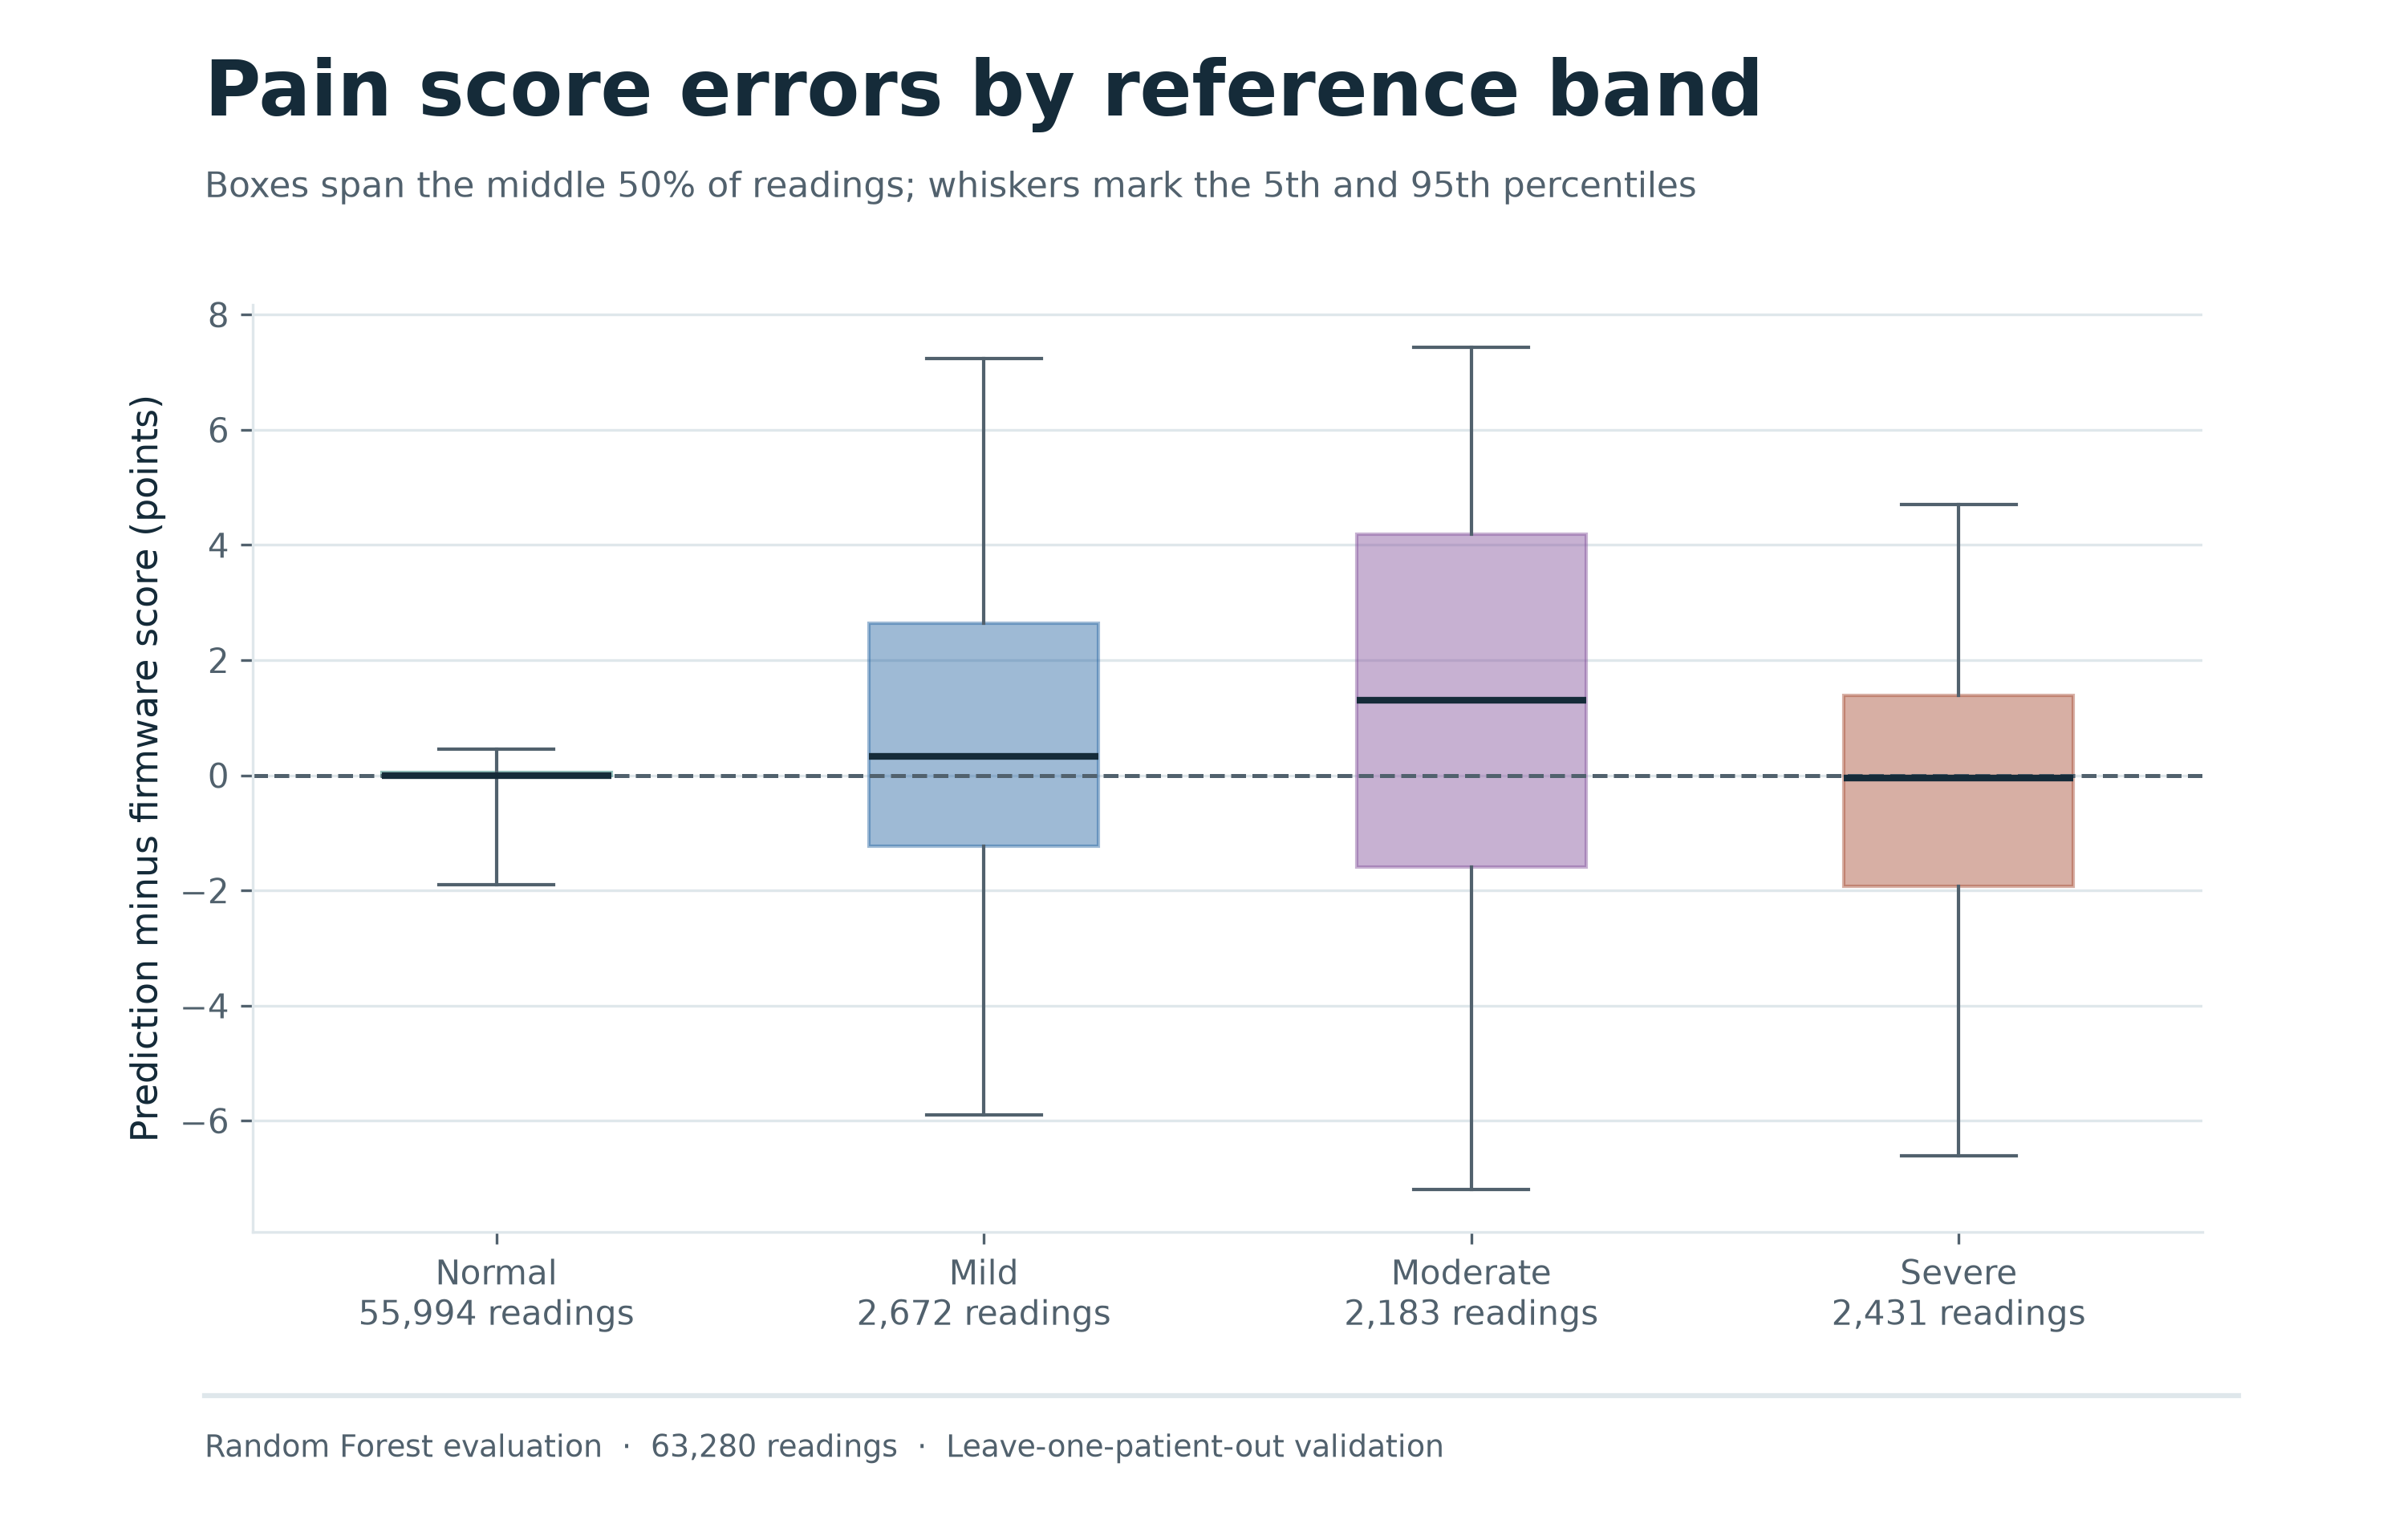 Pain score errors by reference band
Boxes span the middle 50% of readings; whiskers mark the 5th and 95th percentiles
Prediction minus firmware score (points)
8
6
4
2
0
−2
−4
−6
Normal
55,994 readings
Mild
2,672 readings
Moderate
2,183 readings
Severe
2,431 readings
Random Forest evaluation · 63,280 readings · Leave-one-patient-out validation